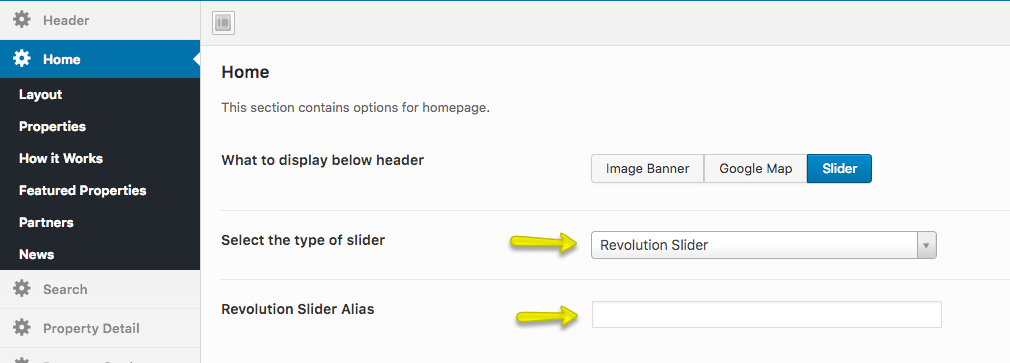 Header
Home
Layout
Properties
How it Works
Featured Properties
Partners
News
Search
Property Detail
Home
This section contains options for homepage.
What to display below header
Image Banner Google Map Slider
Select the type of slider
Revolution Slider
Revolution Slider Alias